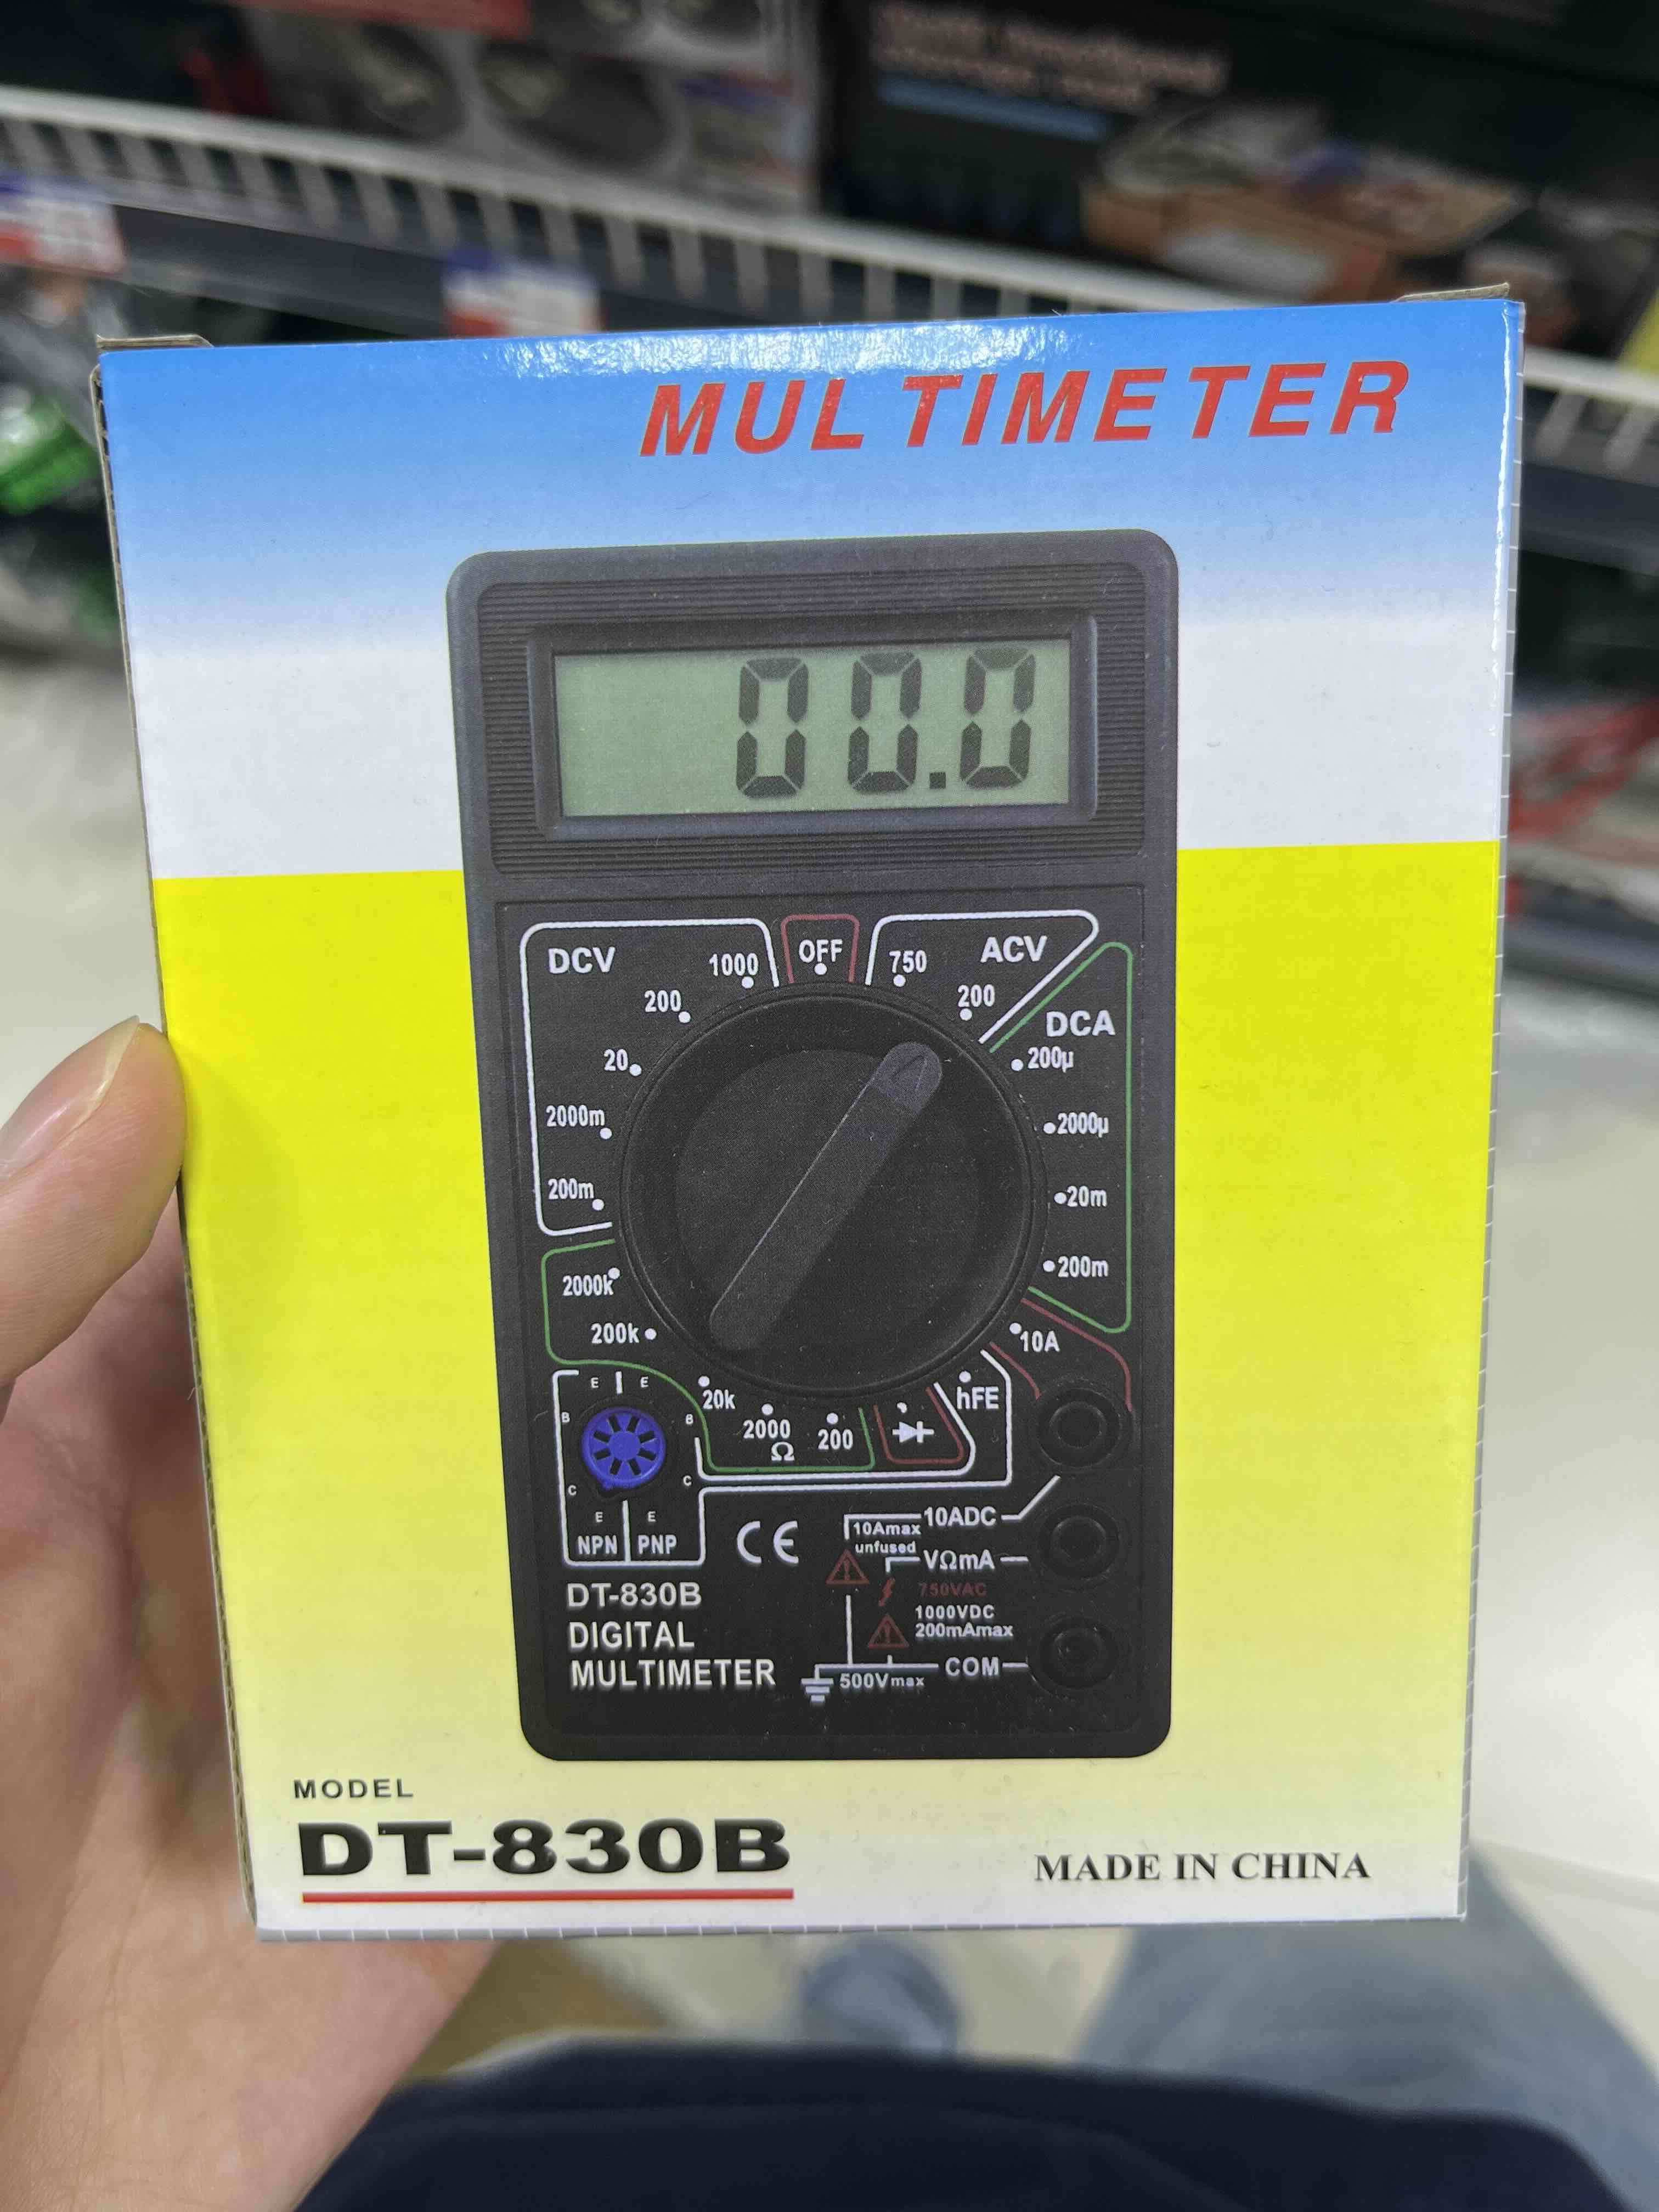 MULTIMETER
00.0
DCV
1000
OFF
750
ACV
200
200
DCA
20
200µ
2000m
2000µ
200m
20m
2000k
200m
200k
10A
20k
hFE
2000
200
Ω
E E
B B
C C
E E
NPN PNP
CE
10ADC
10Amax
unfused
VΩmA
750VAC
1000VDC
200mAmax
COM
500Vmax
DT-830B
DIGITAL
MULTIMETER
MODEL
DT-830B
MADE IN CHINA